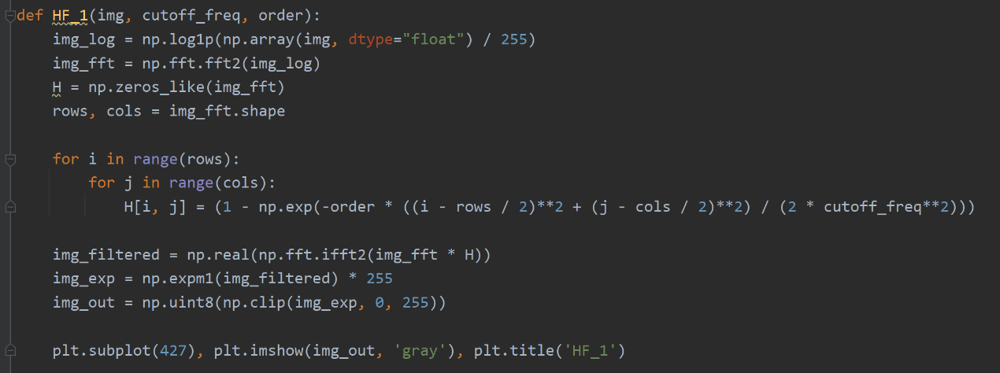 def HF_1(img, cutoff_freq, order):
    img_log = np.log1p(np.array(img, dtype="float") / 255)
    img_fft = np.fft.fft2(img_log)
    H = np.zeros_like(img_fft)
    rows, cols = img_fft.shape

    for i in range(rows):
        for j in range(cols):
            H[i, j] = (1 - np.exp(-order * ((i - rows / 2)**2 + (j - cols / 2)**2) / (2 * cutoff_freq**2)))

    img_filtered = np.real(np.fft.ifft2(img_fft * H))
    img_exp = np.expm1(img_filtered) * 255
    img_out = np.uint8(np.clip(img_exp, 0, 255))

    plt.subplot(427), plt.imshow(img_out, 'gray'), plt.title('HF_1')